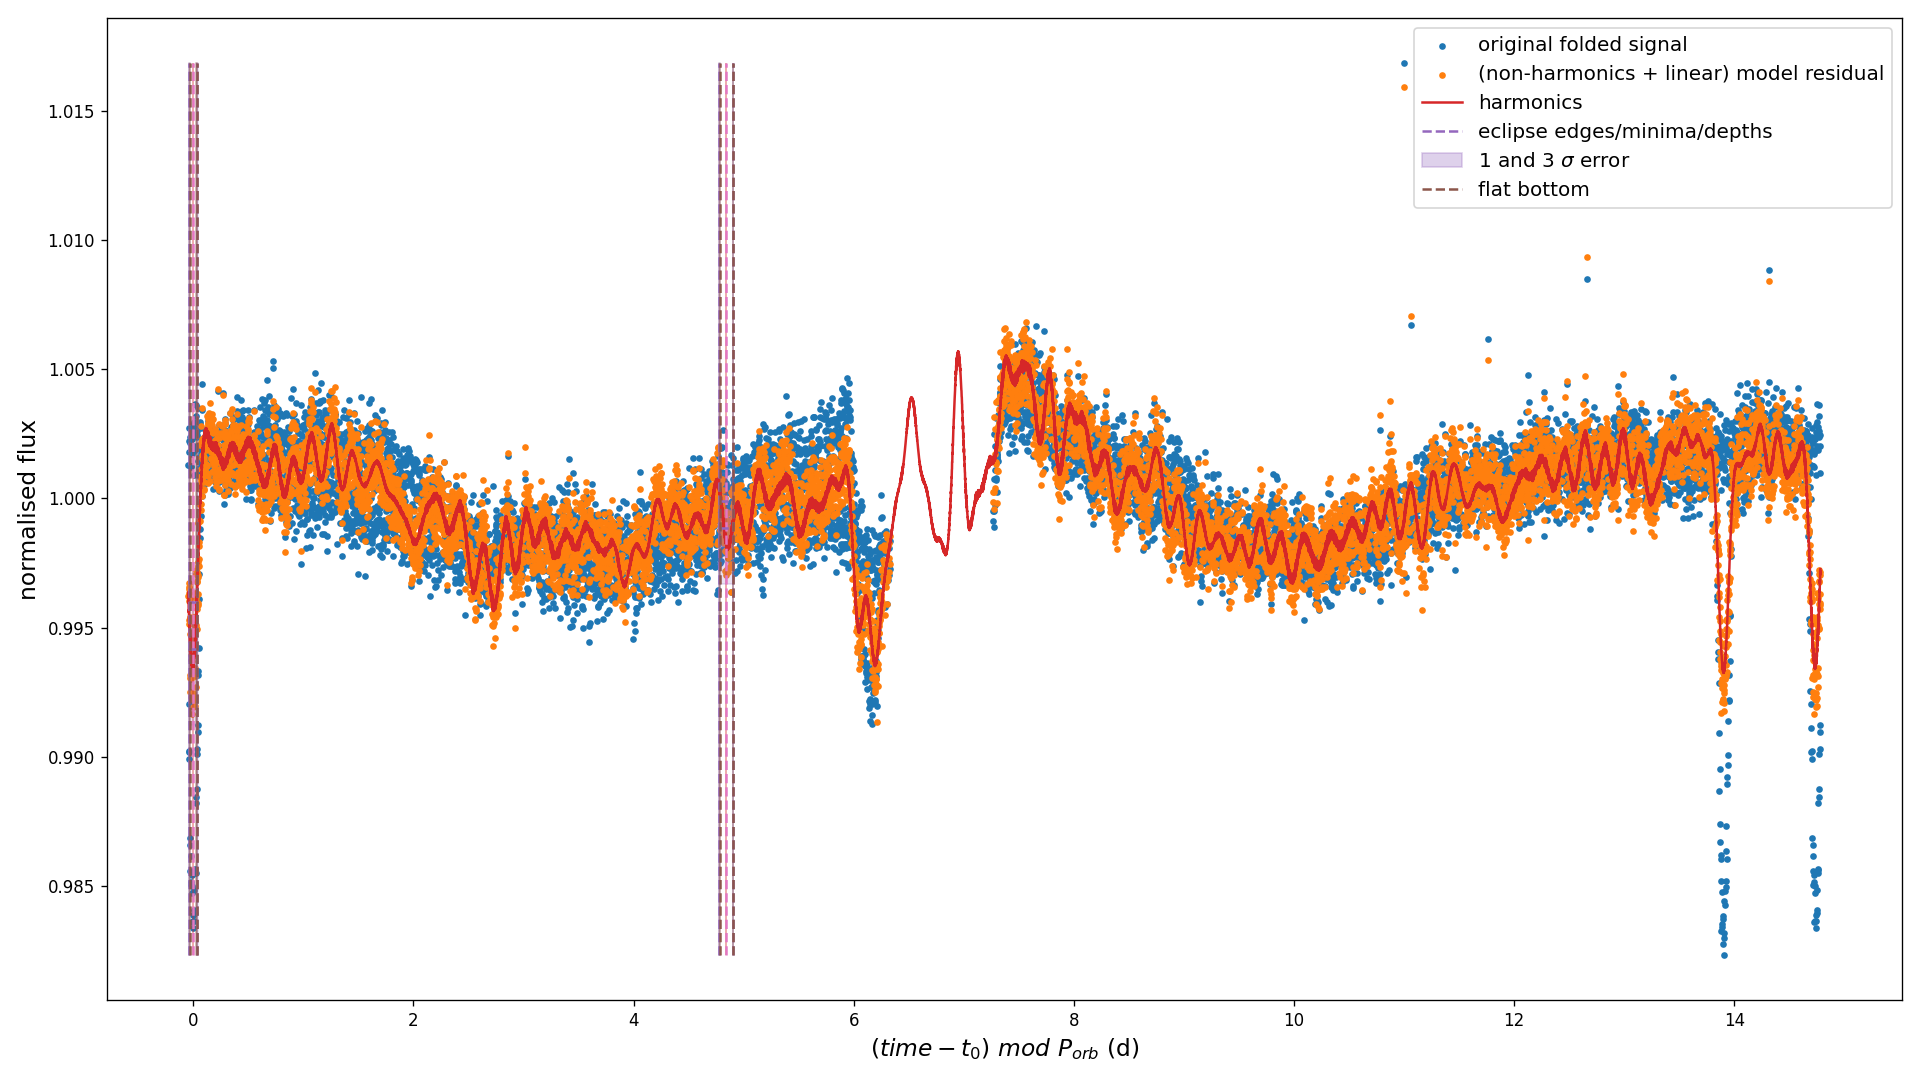 original folded signal
(non-harmonics + linear) model residual
harmonics
eclipse edges/minima/depths
1 and 3 σ error
flat bottom
normalised flux
1.015
1.010
1.005
1.000
0.995
0.990
0.985
0 2 4 6 8 10 12 14
(time − t₀) mod Pₒᵣb (d)